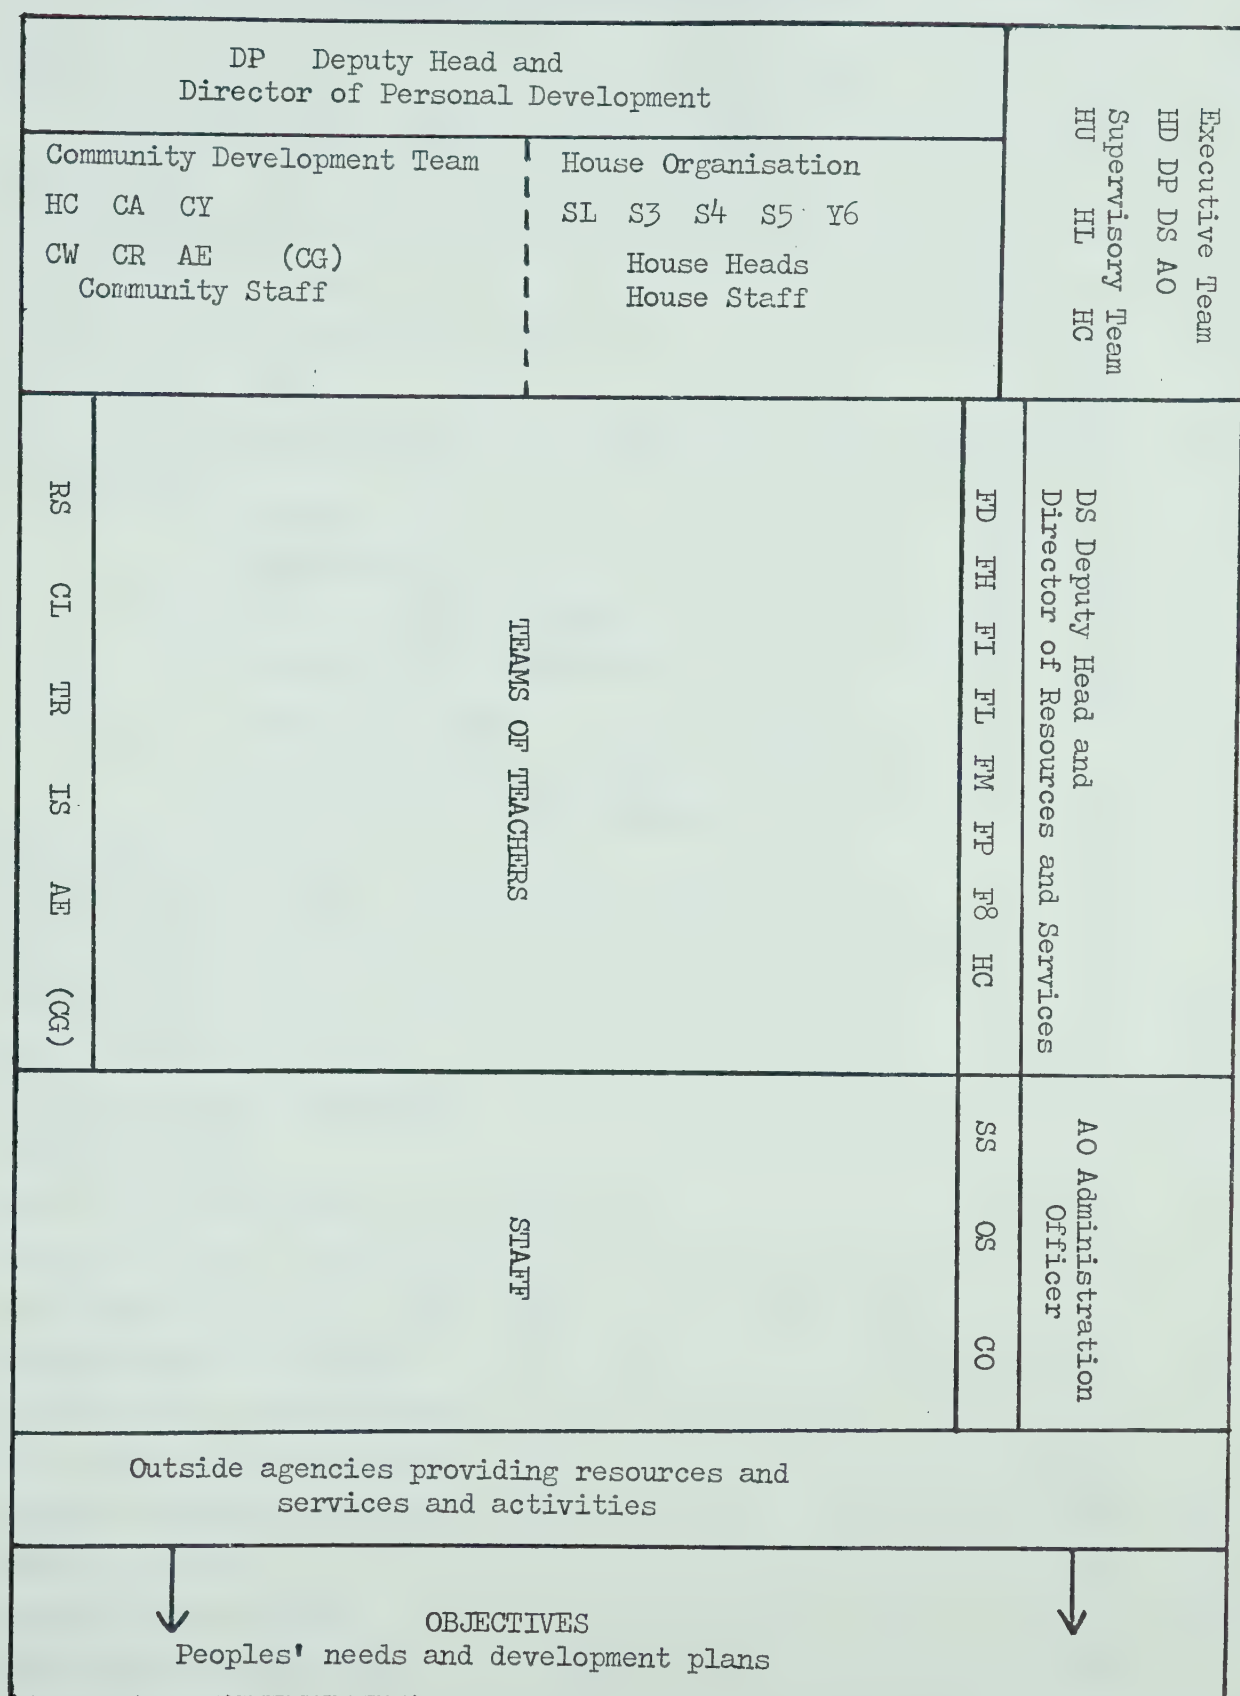 DP Deputy Head and
Director of Personal Development
Community Development Team
HC CA CY
CW CR AE (CG)
Community Staff
House Organisation
SL S3 S4 S5 Y6
House Heads
House Staff
Executive Team
HD DP DS AO
Supervisory Team
HU HL HC
RS CL TR IS AE (CG)
TEAMS OF TEACHERS
FD FH FI FL FM FP F8 HC
DS Deputy Head and
Director of Resources and Services
STAFF
SS OS CO
AO Administration
Officer
Outside agencies providing resources and
services and activities
OBJECTIVES
Peoples' needs and development plans